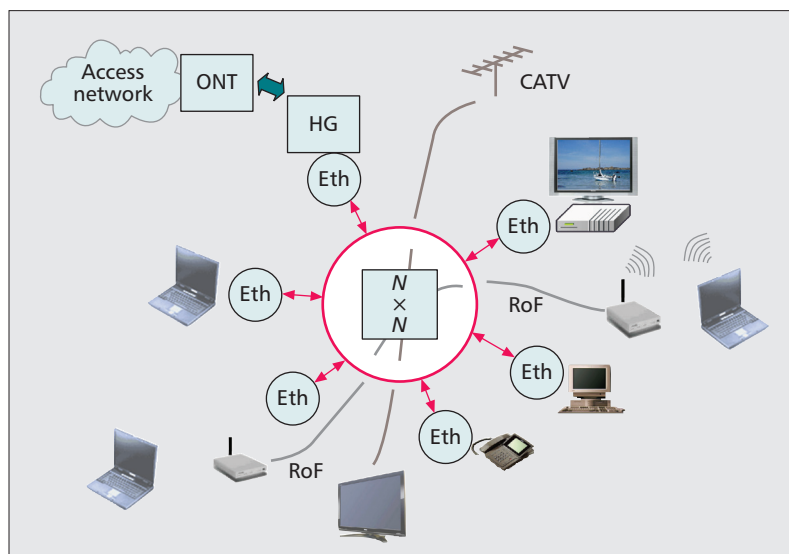 Access
network
ONT
HG
CATV
Eth
Eth
Eth
N
×
N
RoF
Eth
Eth
Eth
RoF